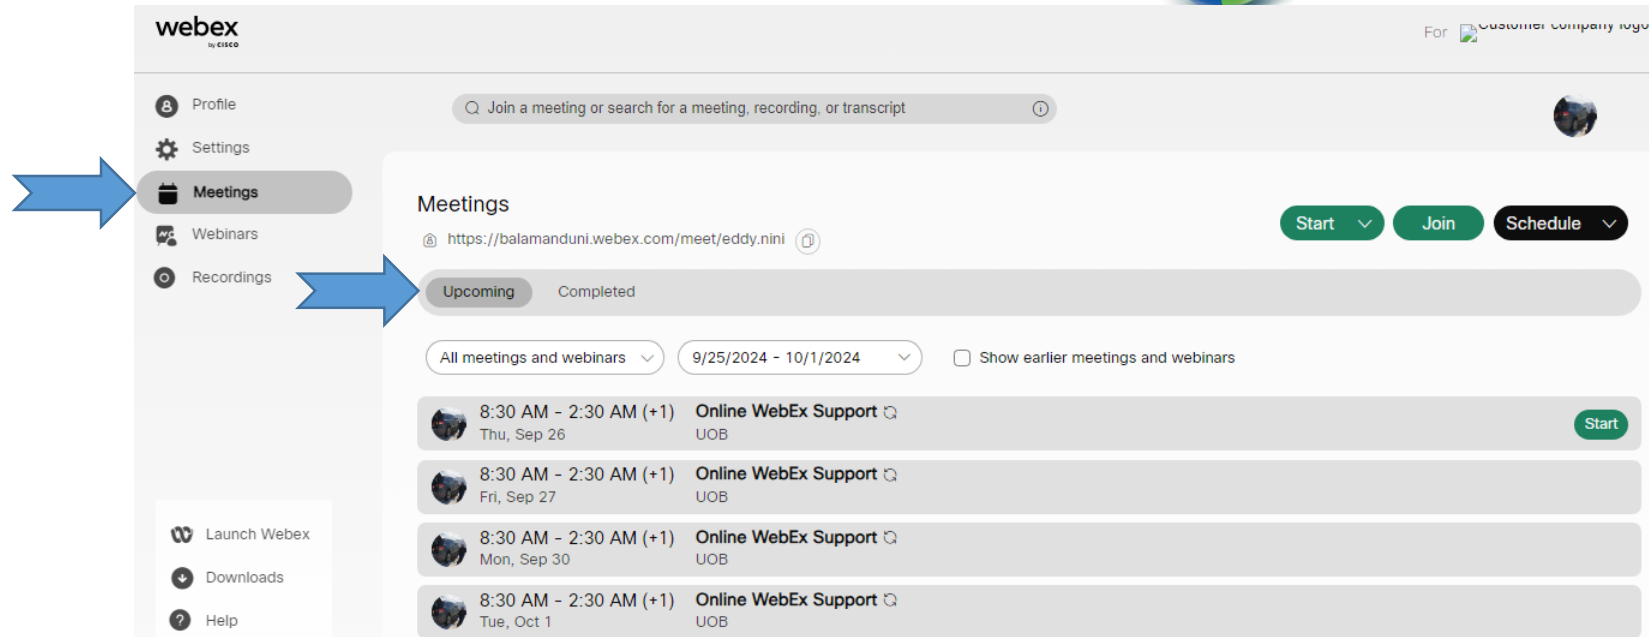 webex
by CISCO
For Customer company logo
Profile
Settings
Meetings
Webinars
Recordings
Launch Webex
Downloads
Help
Join a meeting or search for a meeting, recording, or transcript
Meetings
https://balamanduni.webex.com/meet/eddy.nini
Start
Join
Schedule
Upcoming Completed
All meetings and webinars 9/25/2024 - 10/1/2024 Show earlier meetings and webinars
8:30 AM - 2:30 AM (+1) Online WebEx Support
Thu, Sep 26 UOB
Start
8:30 AM - 2:30 AM (+1) Online WebEx Support
Fri, Sep 27 UOB
8:30 AM - 2:30 AM (+1) Online WebEx Support
Mon, Sep 30 UOB
8:30 AM - 2:30 AM (+1) Online WebEx Support
Tue, Oct 1 UOB